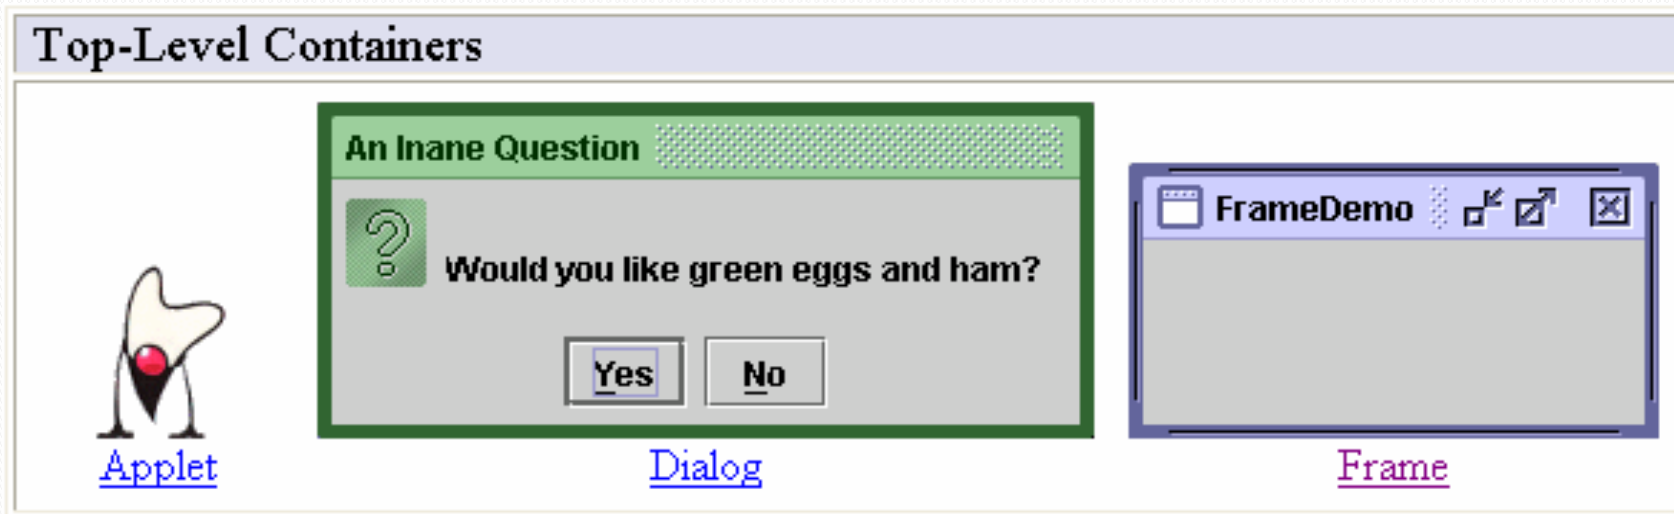 Top-Level Containers
An Inane Question
Would you like green eggs and ham?
Yes No
FrameDemo
Applet
Dialog
Frame